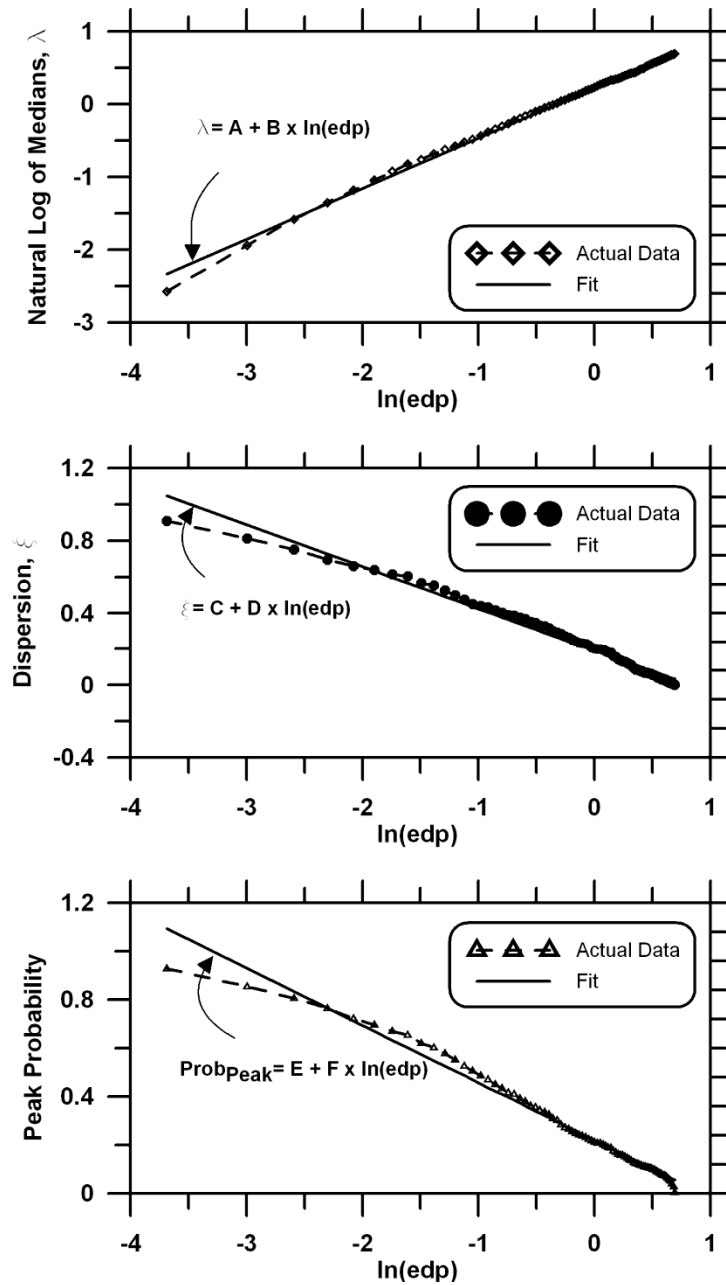 Natural Log of Medians, λ
1
0
-1
-2
-3
λ = A + B x ln(edp)
Actual Data
Fit
-4 -3 -2 -1 0 1
ln(edp)
Dispersion, ξ
1.2
0.8
0.4
0
-0.4
Actual Data
Fit
ξ = C + D x ln(edp)
-4 -3 -2 -1 0 1
ln(edp)
Peak Probability
1.2
0.8
0.4
0
Actual Data
Fit
ProbPeak= E + F x ln(edp)
-4 -3 -2 -1 0 1
ln(edp)